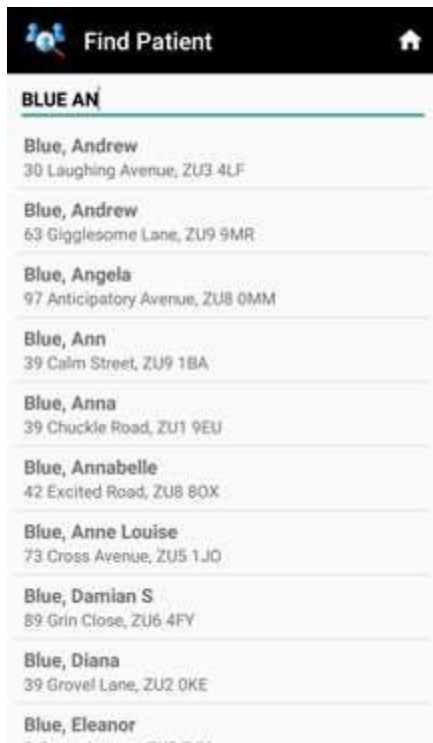 Find Patient
BLUE AN
Blue, Andrew
30 Laughing Avenue, ZU3 4LF
Blue, Andrew
63 Gigglesome Lane, ZU9 9MR
Blue, Angela
97 Anticipatory Avenue, ZU8 0MM
Blue, Ann
39 Calm Street, ZU9 1BA
Blue, Anna
39 Chuckle Road, ZU1 9EU
Blue, Annabelle
42 Excited Road, ZU8 8OX
Blue, Anne Louise
73 Cross Avenue, ZU5 1JO
Blue, Damian S
89 Grin Close, ZU6 4FY
Blue, Diana
39 Grovel Lane, ZU2 0KE
Blue, Eleanor